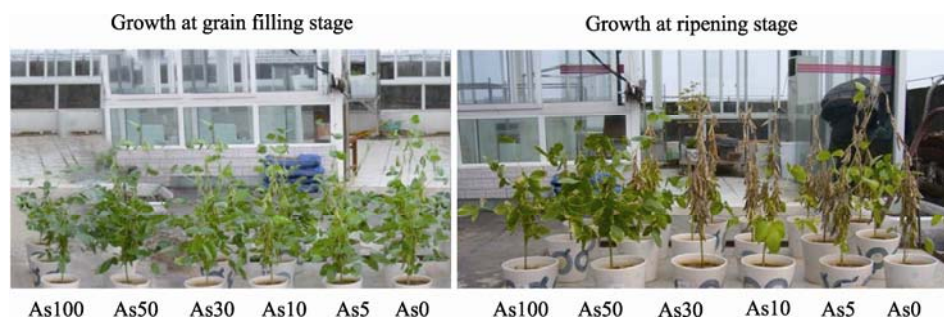 Growth at grain filling stage
Growth at ripening stage
As100 As50 As30 As10 As5 As0
As100 As50 As30 As10 As5 As0